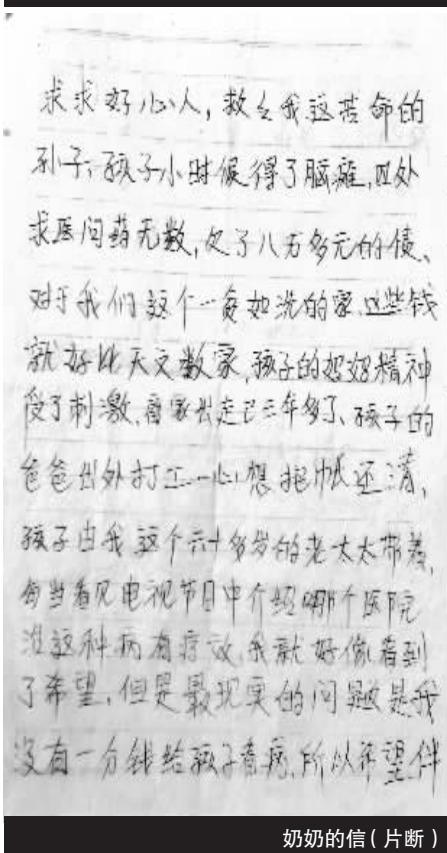 求求好心人，救么我这苦命的
孙子，孩子小时候得了脑瘫，四处
求医问药无数，欠了八万多元的债、
对于我们这个一贫如洗的家，这些钱
就好比天文数家，孩子的妈妈精神
受了刺激，离家出走已三年多了、孩子的
爸爸出外打工一心想把帐还清、
孩子由我这个六十多岁的老太太带着，
每当看见电视节目中介绍哪个医院
准这种病有疗效，我就好像看到
了希望，但是最现实的问题是我
没有一分钱给孩子看病，所以希望伴
奶奶的信（片断）